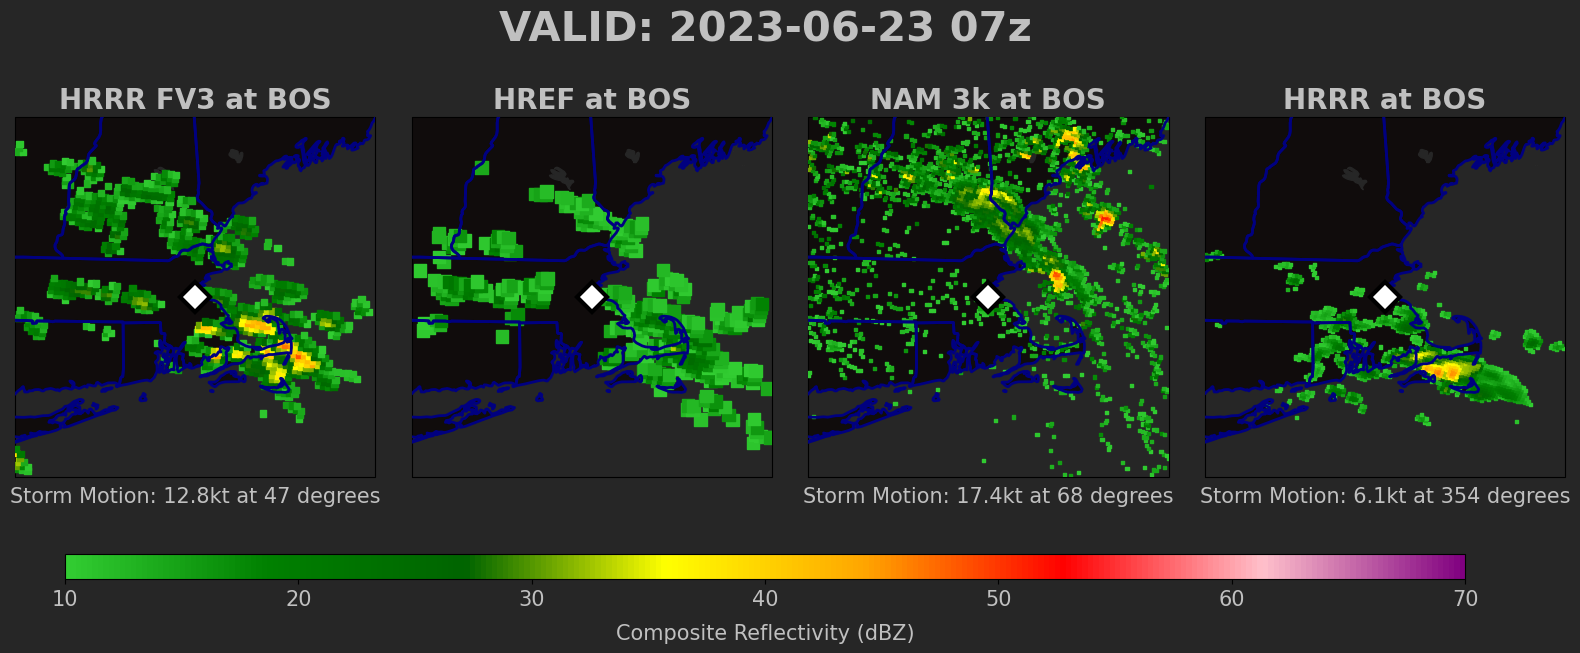 VALID: 2023-06-23 07z
HRRR FV3 at BOS
HREF at BOS
NAM 3k at BOS
HRRR at BOS
Storm Motion: 12.8kt at 47 degrees
Storm Motion: 17.4kt at 68 degrees
Storm Motion: 6.1kt at 354 degrees
10 20 30 40 50 60 70
Composite Reflectivity (dBZ)